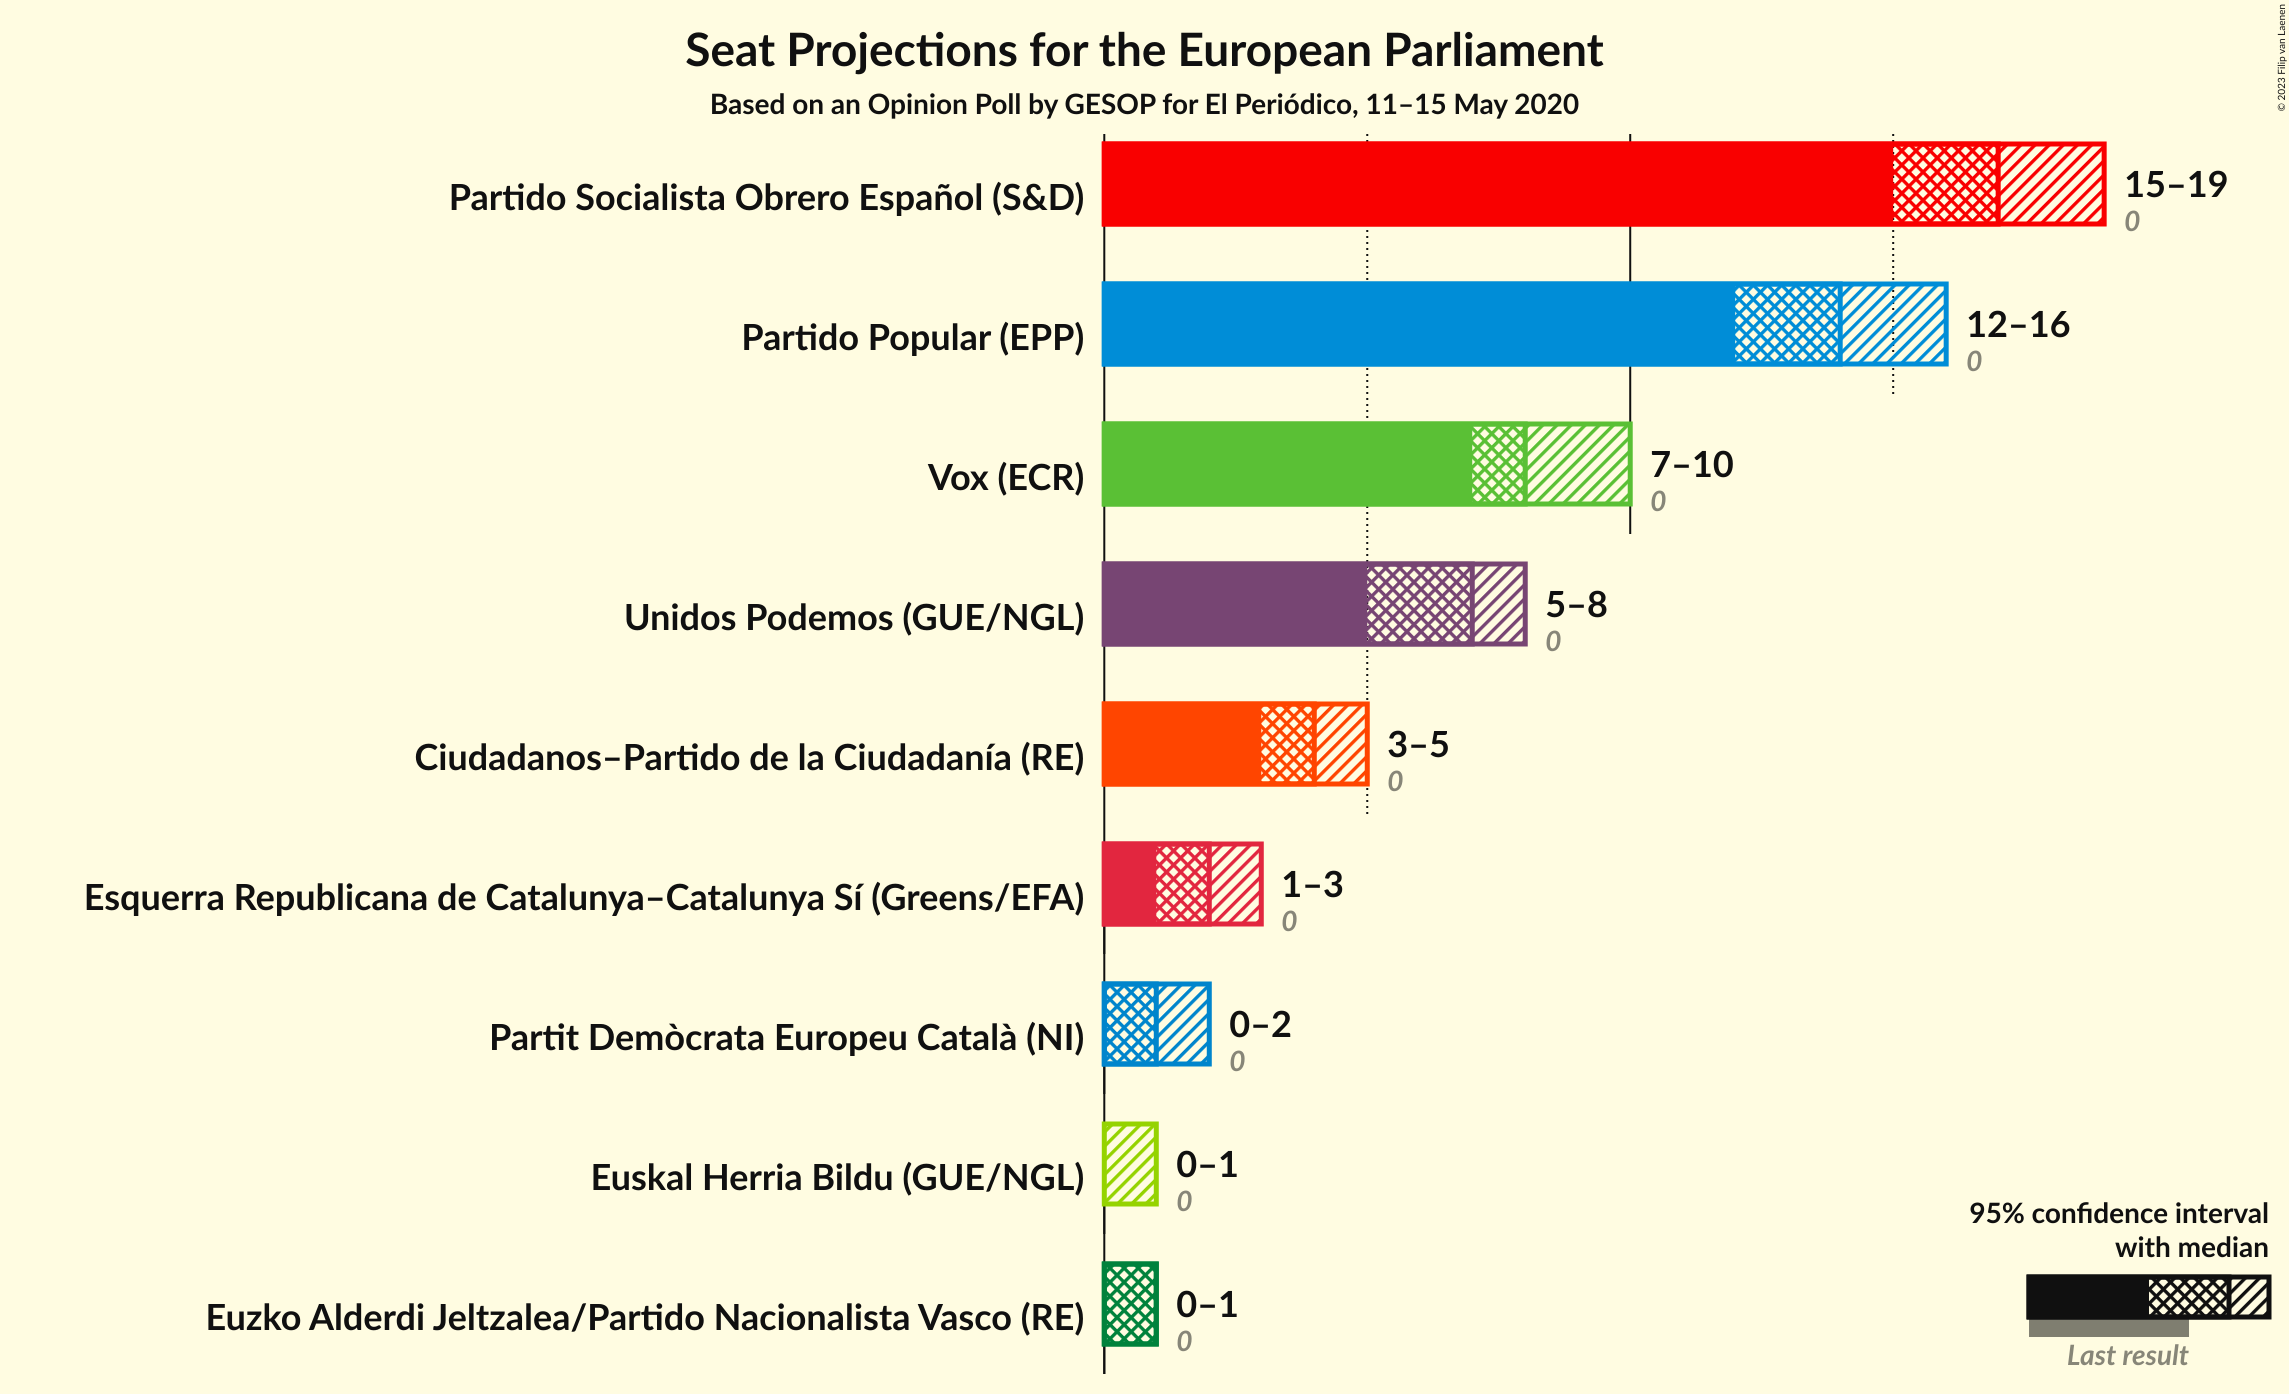 Seat Projections for the European Parliament
Based on an Opinion Poll by GESOP for El Periódico, 11–15 May 2020
© 2023 Filip van Laenen
Partido Socialista Obrero Español (S&D)
15–19
0
Partido Popular (EPP)
12–16
0
Vox (ECR)
7–10
0
Unidos Podemos (GUE/NGL)
5–8
0
Ciudadanos–Partido de la Ciudadanía (RE)
3–5
0
Esquerra Republicana de Catalunya–Catalunya Sí (Greens/EFA)
1–3
0
Partit Demòcrata Europeu Català (NI)
0–2
0
Euskal Herria Bildu (GUE/NGL)
0–1
0
Euzko Alderdi Jeltzalea/Partido Nacionalista Vasco (RE)
0–1
0
95% confidence interval
with median
Last result